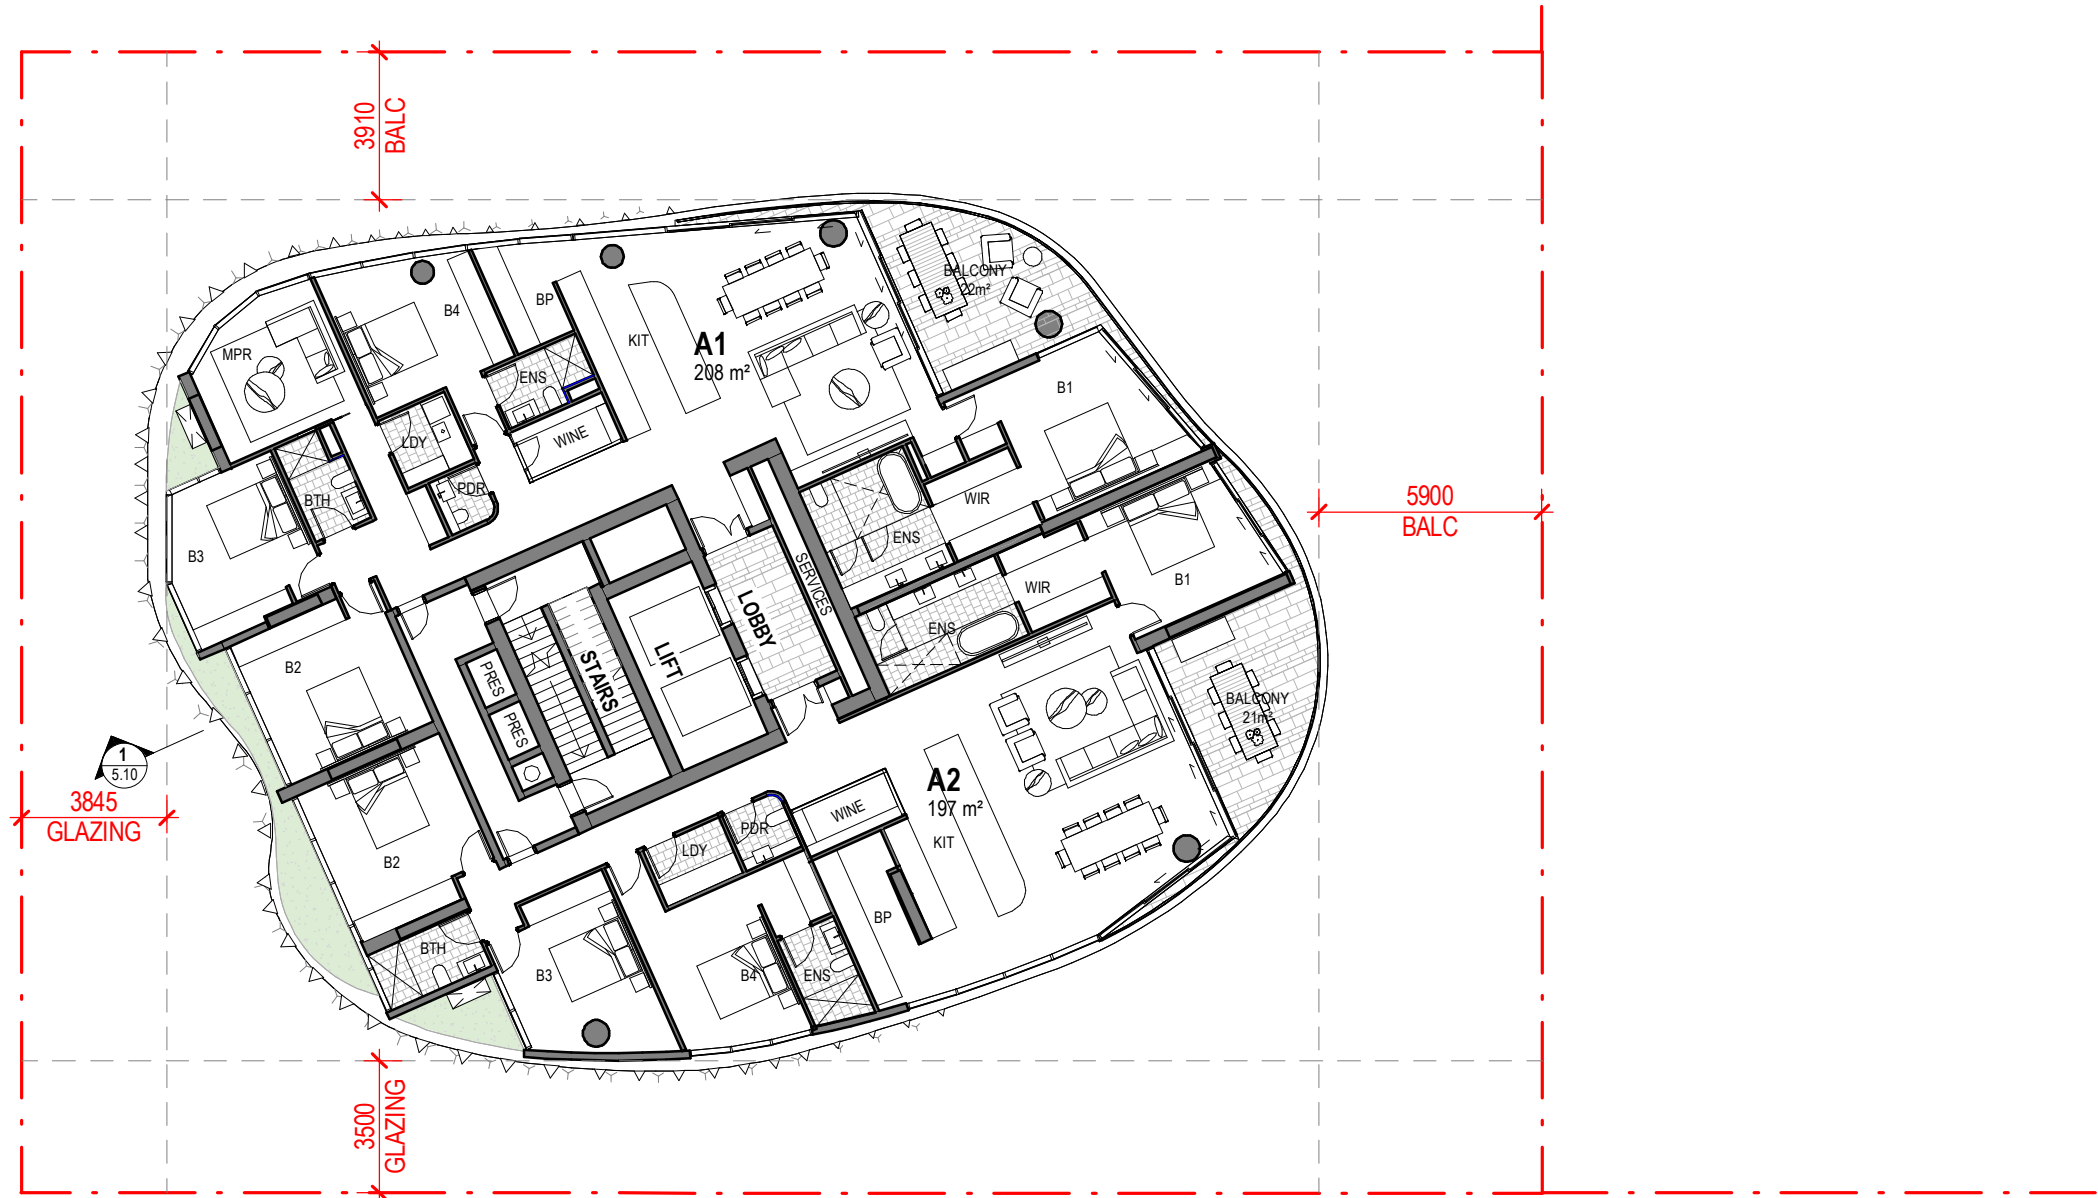 3910
BALC
BALCONY
22m²
B4
BP
KIT
A1
208 m²
MPR
ENS
B1
WINE
LDY
PDR
BTH
WIR
B3
ENS
SERVICES
LOBBY
B1
WIR
ENS
5900
BALC
B2
PRES
STAIRS
LIFT
PRES
BALCONY
21m²
1
5.10
3845
GLAZING
A2
197 m²
WINE
PDR
KIT
LDY
B2
BP
BTH
B3
B4
ENS
3500
GLAZING